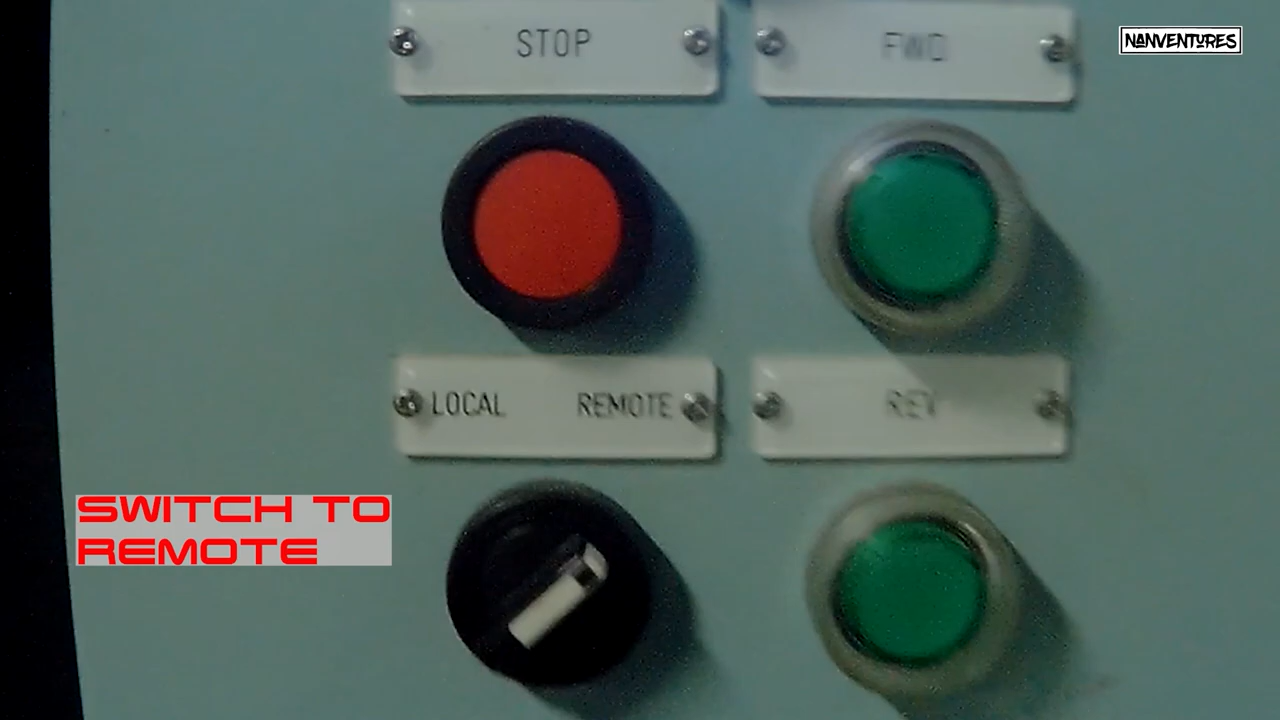 STOP
FWD
NANVENTURES
LOCAL REMOTE
REV
SWITCH TO
REMOTE